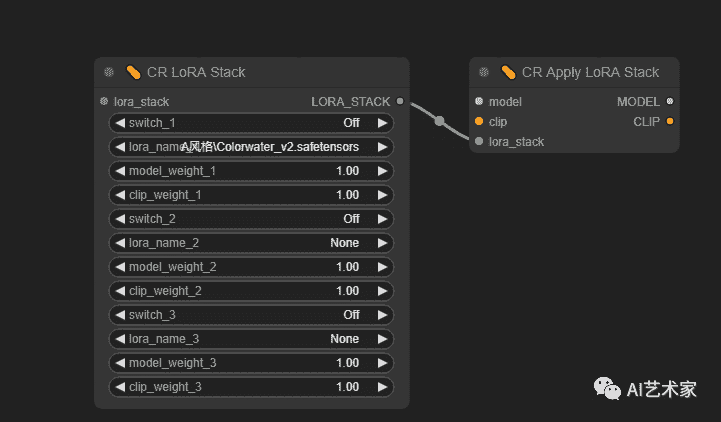 CR LoRA Stack
lora_stack LORA_STACK
switch_1 Off
lora_name_ A风格\Colorwater_v2.safetensors
model_weight_1 1.00
clip_weight_1 1.00
switch_2 Off
lora_name_2 None
model_weight_2 1.00
clip_weight_2 1.00
switch_3 Off
lora_name_3 None
model_weight_3 1.00
clip_weight_3 1.00
CR Apply LoRA Stack
model MODEL
clip CLIP
lora_stack
AI艺术家